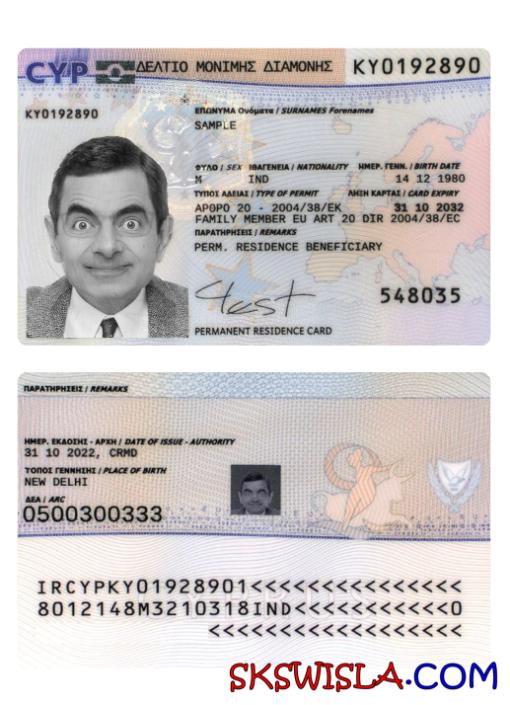 CYP ΔΕΛΤΙΟ ΜΟΝΙΜΗΣ ΔΙΑΜΟΝΗΣ KY0192890
KY0192890
ΕΠΩΝΥΜΑ Ονόματα / SURNAMES Forenames
SAMPLE
ΦΥΛΟ / SEX ΙΘΑΓΕΝΕΙΑ / NATIONALITY ΗΜΕΡ. ΓΕΝΝ. / BIRTH DATE
M IND 14 12 1980
ΤΥΠΟΣ ΑΔΕΙΑΣ / TYPE OF PERMIT ΛΗΞΗ ΚΑΡΤΑΣ / CARD EXPIRY
ΑΡΘΡΟ 20 - 2004/38/ΕΚ 31 10 2032
FAMILY MEMBER EU ART 20 DIR 2004/38/EC
ΠΑΡΑΤΗΡΗΣΕΙΣ / REMARKS
PERM. RESIDENCE BENEFICIARY
Test
548035
PERMANENT RESIDENCE CARD
ΠΑΡΑΤΗΡΗΣΕΙΣ / REMARKS
ΗΜΕΡ. ΕΚΔΟΣΗΣ - ΑΡΧΗ / DATE OF ISSUE - AUTHORITY
31 10 2022, CRMD
ΤΟΠΟΣ ΓΕΝΝΗΣΗΣ / PLACE OF BIRTH
NEW DELHI
ΔΕΑ / ARC
0500300333
IRCYPKY01928901<<<<<<<<<<<<<<<
8012148M3210318IND<<<<<<<<<<<0
<<<<<<<<<<<<<<<<<<
SKSWISLA.COM